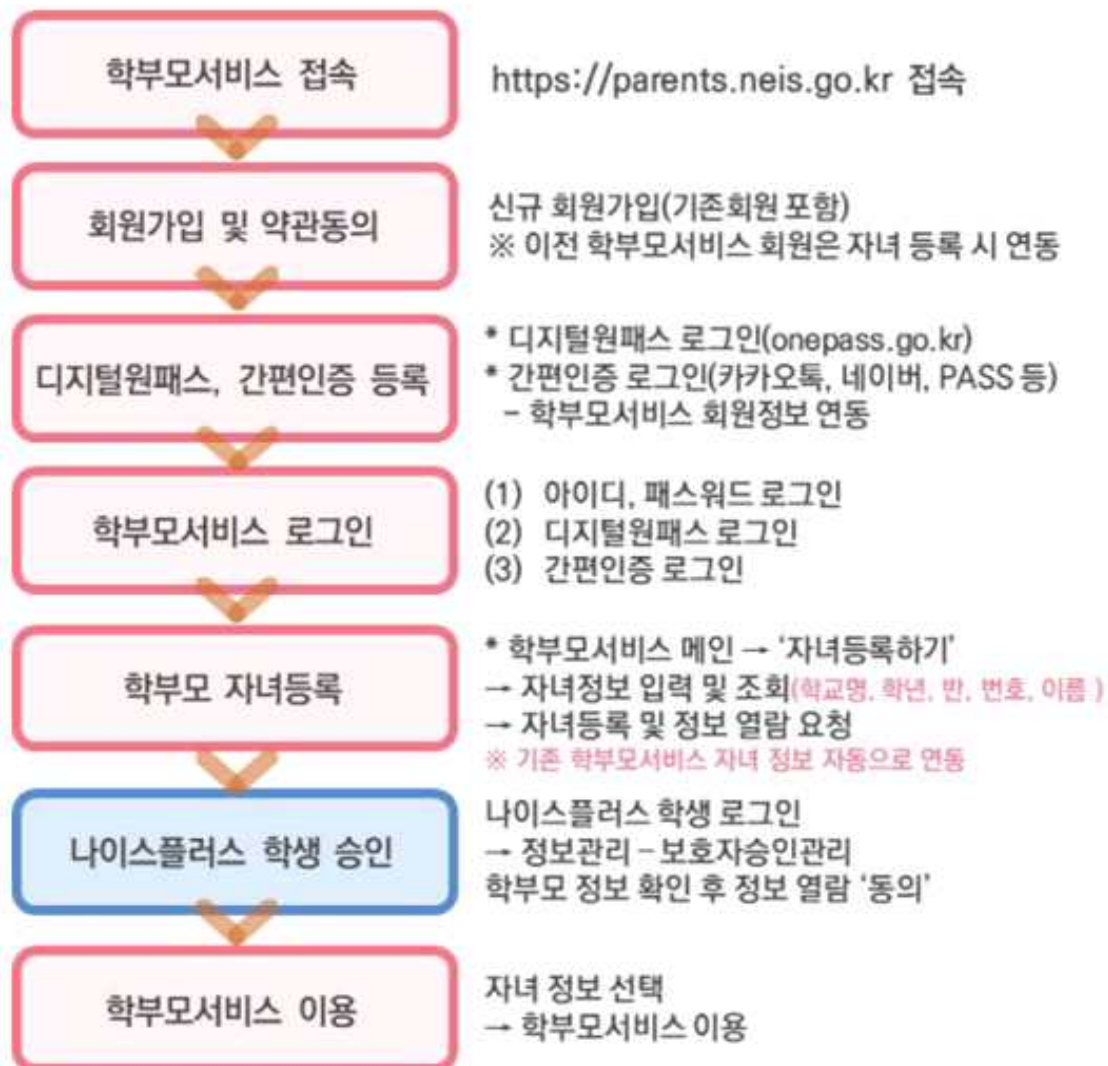 학부모서비스 접속
https://parents.neis.go.kr 접속
회원가입 및 약관동의
신규 회원가입(기존회원 포함)
※ 이전 학부모서비스 회원은 자녀 등록 시 연동
디지털원패스, 간편인증 등록
* 디지털원패스 로그인(onepass.go.kr)
* 간편인증 로그인(카카오톡, 네이버, PASS 등)
- 학부모서비스 회원정보 연동
학부모서비스 로그인
(1) 아이디, 패스워드 로그인
(2) 디지털원패스 로그인
(3) 간편인증 로그인
학부모 자녀등록
* 학부모서비스 메인 → ‘자녀등록하기’
→ 자녀정보 입력 및 조회(학교명, 학년, 반, 번호, 이름 )
→ 자녀등록 및 정보 열람 요청
※ 기존 학부모서비스 자녀 정보 자동으로 연동
나이스플러스 학생 승인
나이스플러스 학생 로그인
→ 정보관리 – 보호자승인관리
학부모 정보 확인 후 정보 열람 ‘동의’
학부모서비스 이용
자녀 정보 선택
→ 학부모서비스 이용